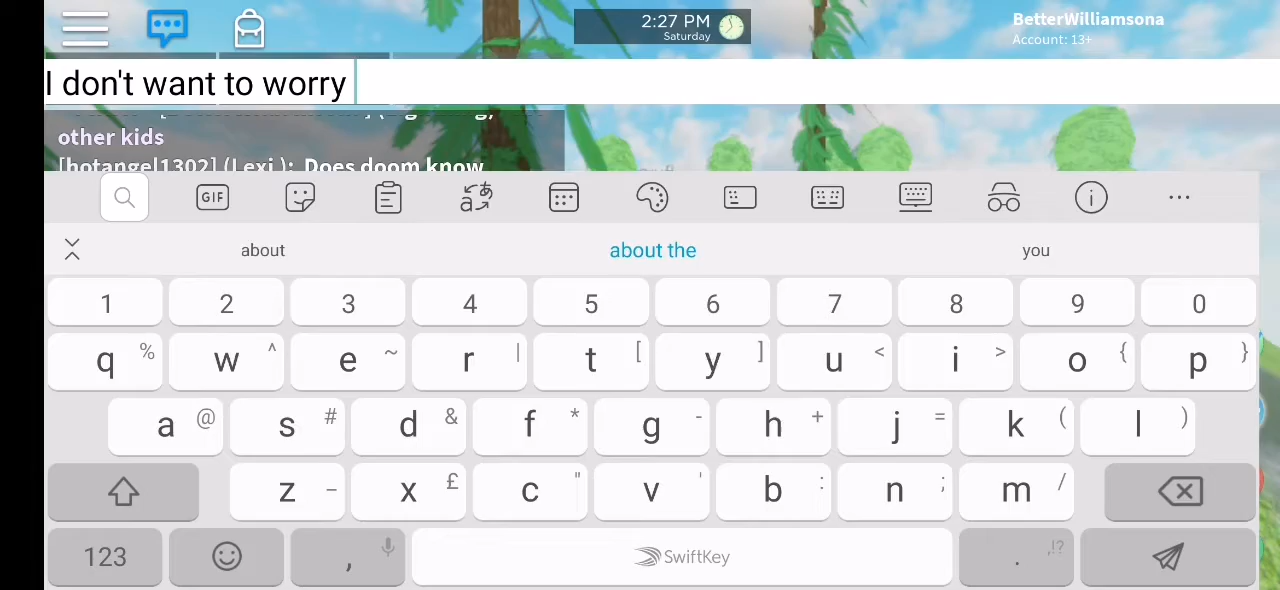 2:27 PM
Saturday
BetterWilliamsona
Account: 13+
I don't want to worry
other kids
[hotangel1302] (Lexi ): Does doom know
GIF
about
about the
you
1 2 3 4 5 6 7 8 9 0
q % w ^ e ~ r | t [ y ] u < i > o { p }
a @ s # d & f * g - h + j = k ( l )
z _ x £ c " v ' b : n ; m /
123 , SwiftKey . ,!?